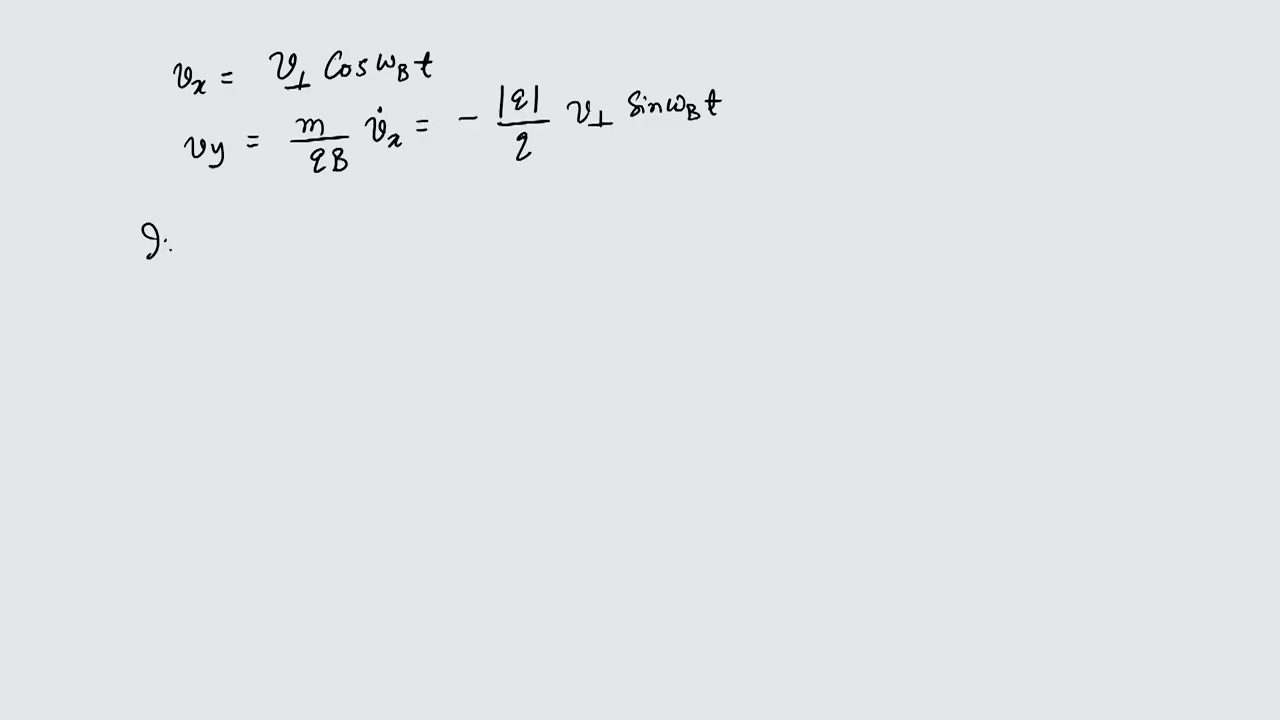 v_x = v_⊥ Cos ω_B t
v_y = m/qB v̇_x = - |q|/q v_⊥ Sin ω_B t